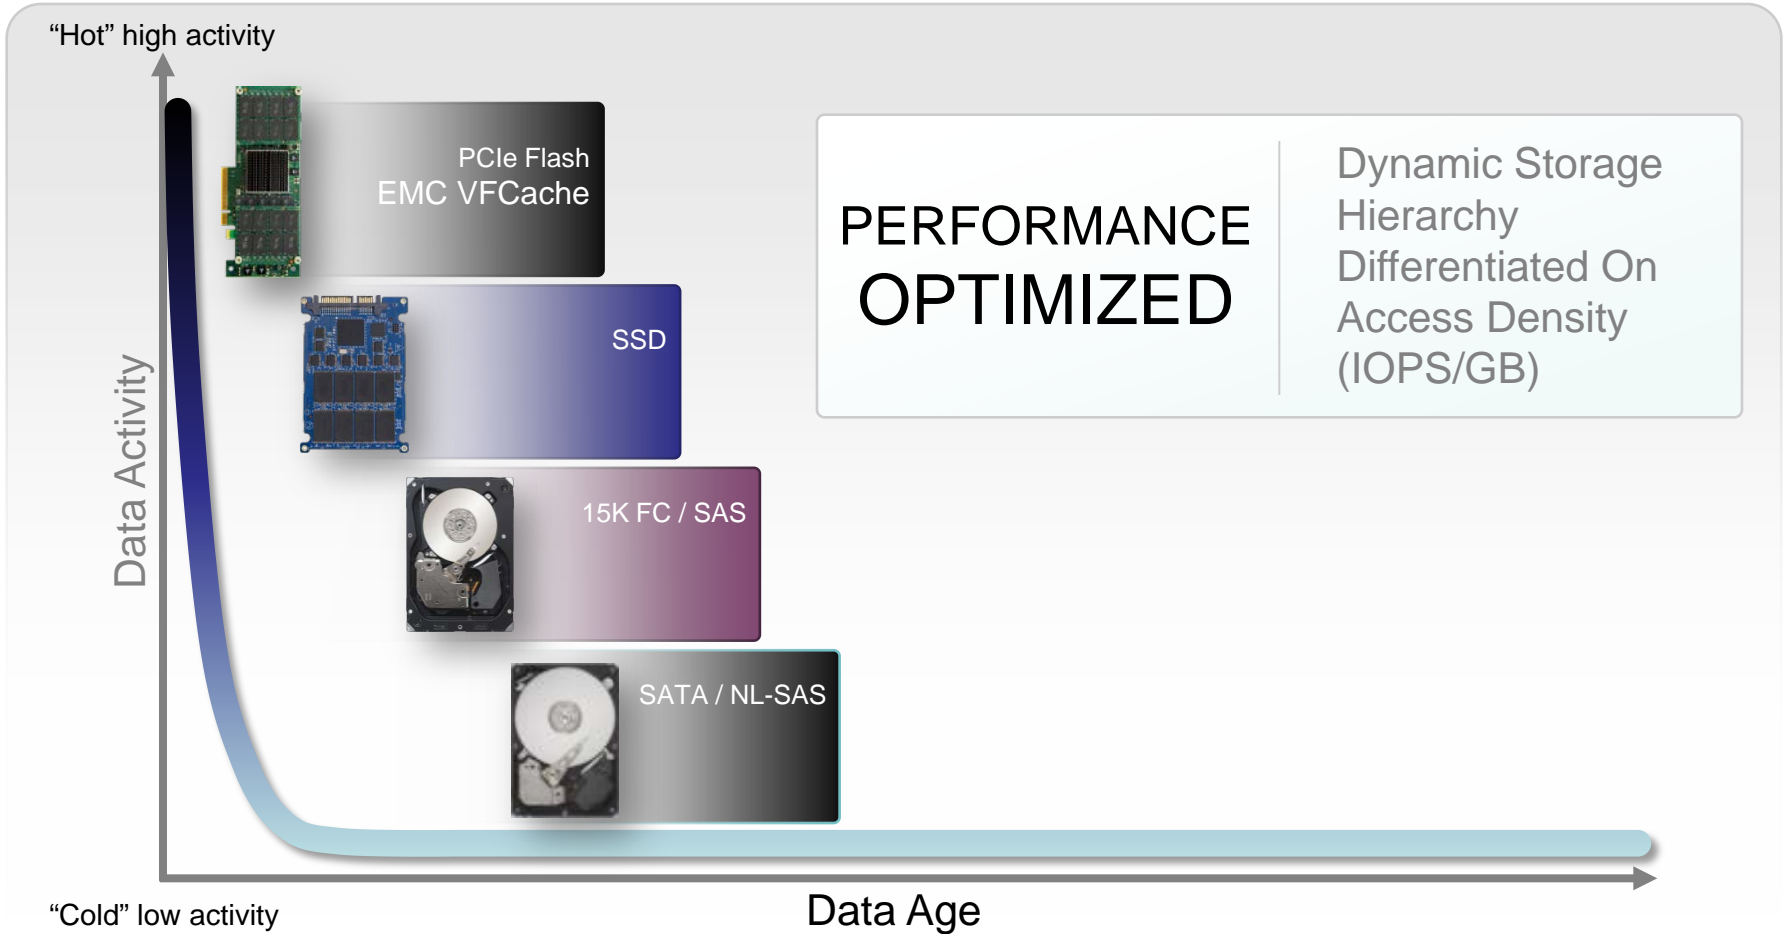 “Hot” high activity
PCIe Flash
EMC VFCache
SSD
15K FC / SAS
SATA / NL-SAS
PERFORMANCE
OPTIMIZED
Dynamic Storage
Hierarchy
Differentiated On
Access Density
(IOPS/GB)
Data Activity
“Cold” low activity
Data Age